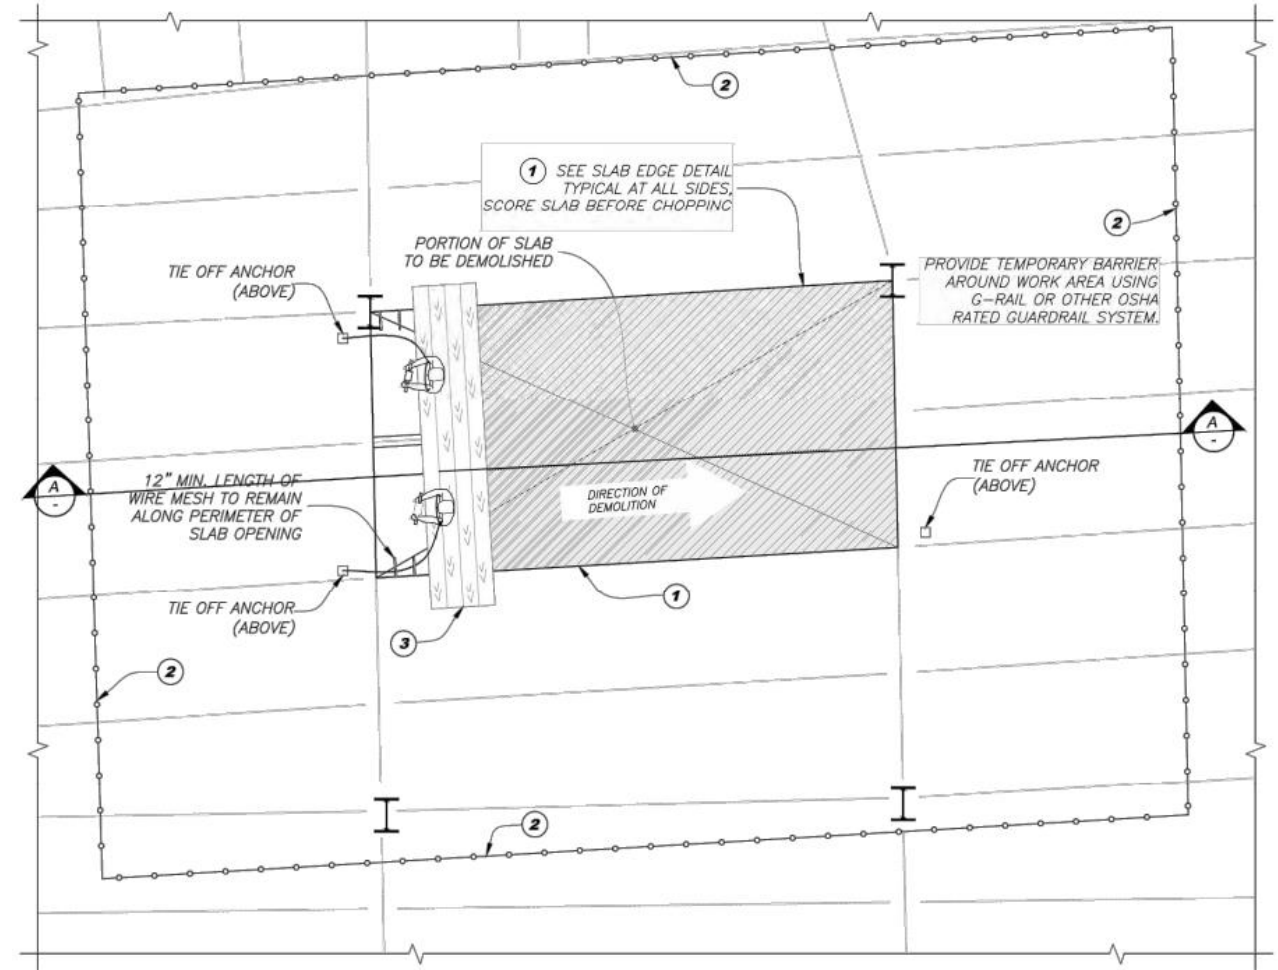 2
1 SEE SLAB EDGE DETAIL
TYPICAL AT ALL SIDES,
SCORE SLAB BEFORE CHOPPING
2
PORTION OF SLAB
TO BE DEMOLISHED
TIE OFF ANCHOR
(ABOVE)
PROVIDE TEMPORARY BARRIER
AROUND WORK AREA USING
G-RAIL OR OTHER OSHA
RATED GUARDRAIL SYSTEM.
A
-
A
-
12" MIN. LENGTH OF
WIRE MESH TO REMAIN
ALONG PERIMETER OF
SLAB OPENING
DIRECTION OF
DEMOLITION
TIE OFF ANCHOR
(ABOVE)
TIE OFF ANCHOR
(ABOVE)
1
3
2
2